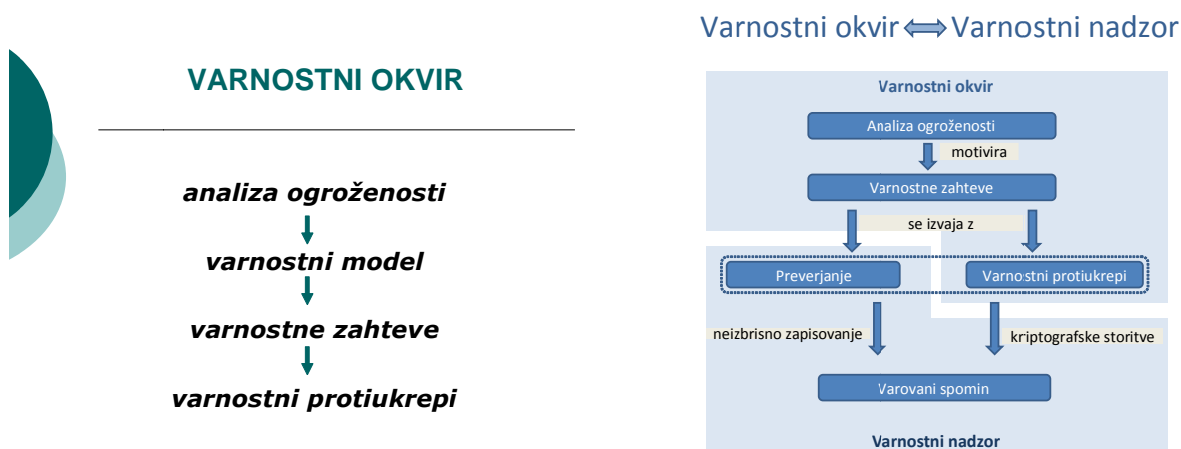 VARNOSTNI OKVIR
analiza ogroženosti
varnostni model
varnostne zahteve
varnostni protiukrepi
Varnostni okvir Varnostni nadzor
Varnostni okvir
Analiza ogroženosti
motivira
Varnostne zahteve
se izvaja z
Preverjanje
Varnostni protiukrepi
neizbrisno zapisovanje
kriptografske storitve
Varovani spomin
Varnostni nadzor